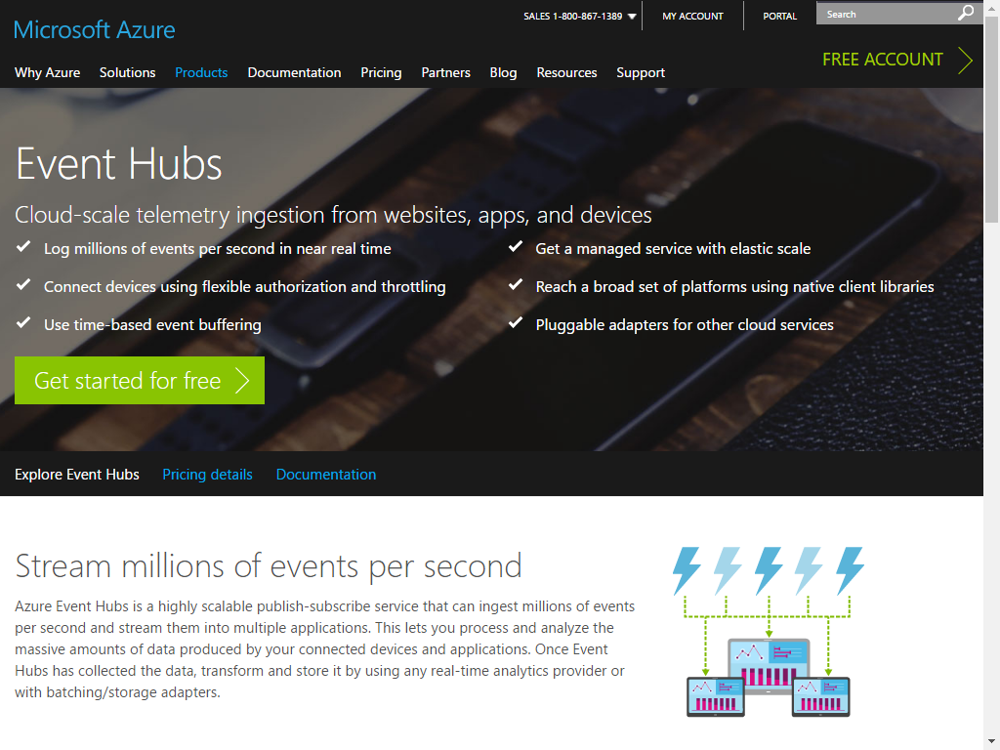 SALES 1-800-867-1389
MY ACCOUNT
PORTAL
Search
Microsoft Azure
FREE ACCOUNT
Why Azure
Solutions
Products
Documentation
Pricing
Partners
Blog
Resources
Support
Event Hubs
Cloud-scale telemetry ingestion from websites, apps, and devices
Log millions of events per second in near real time
Get a managed service with elastic scale
Connect devices using flexible authorization and throttling
Reach a broad set of platforms using native client libraries
Use time-based event buffering
Pluggable adapters for other cloud services
Get started for free
Explore Event Hubs
Pricing details
Documentation
Stream millions of events per second
Azure Event Hubs is a highly scalable publish-subscribe service that can ingest millions of events
per second and stream them into multiple applications. This lets you process and analyze the
massive amounts of data produced by your connected devices and applications. Once Event
Hubs has collected the data, transform and store it by using any real-time analytics provider or
with batching/storage adapters.